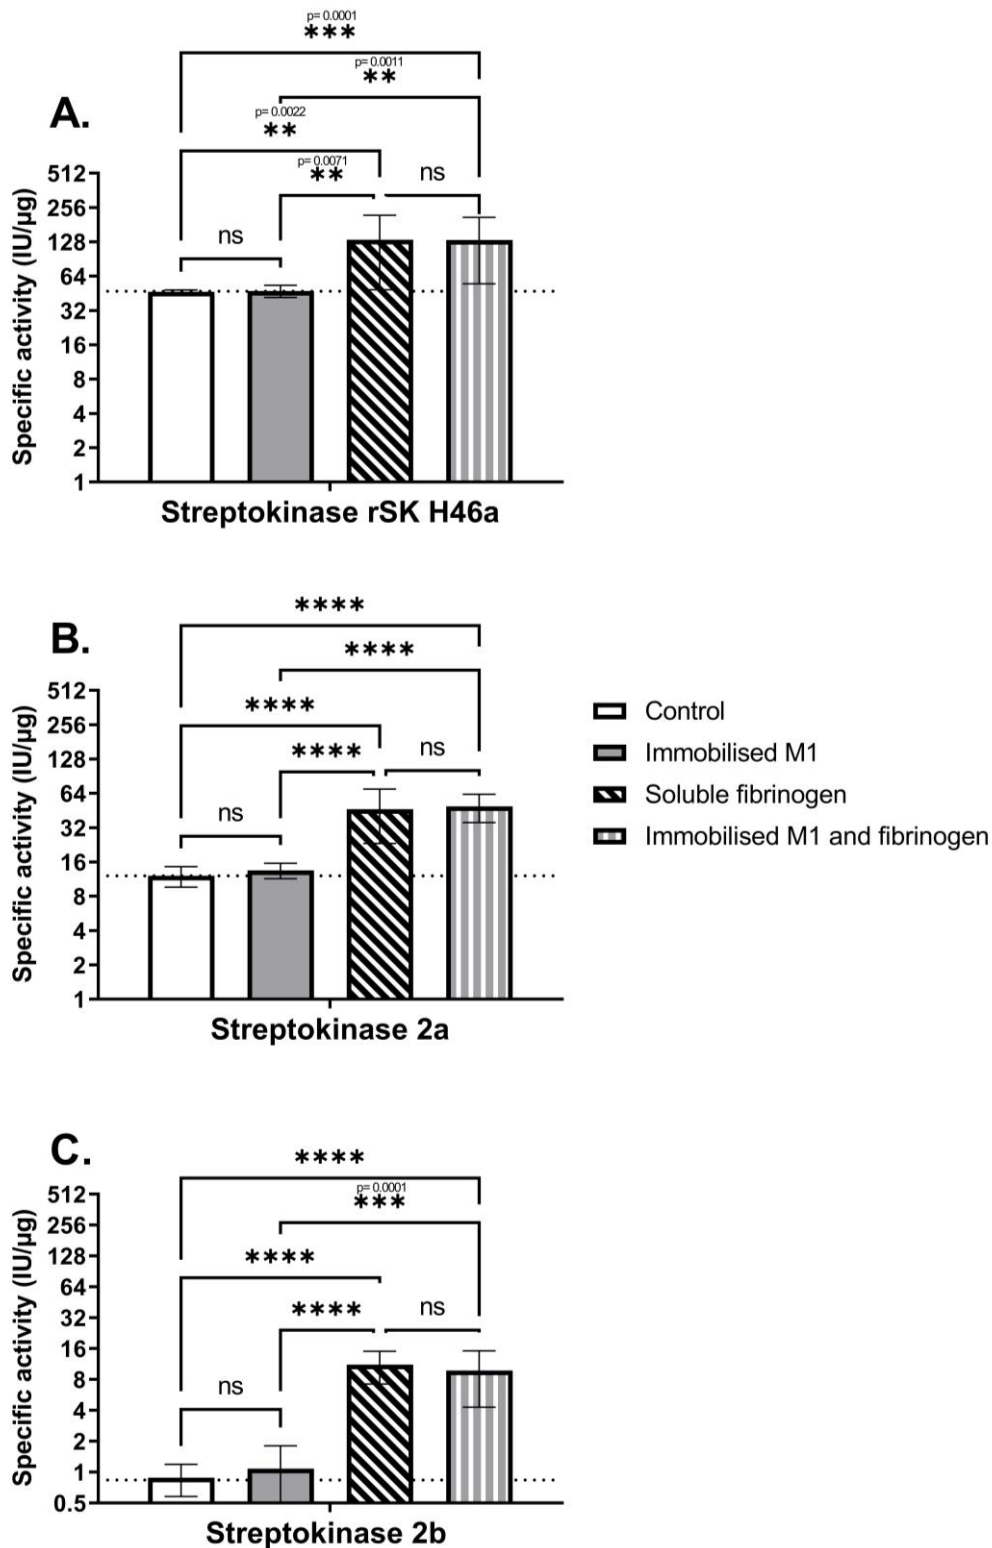 p= 0.0001
***
p= 0.0011
**
A.
p= 0.0022
**
p= 0.0071
**
ns
ns
512
256
128
64
32
16
8
4
2
1
Specific activity (IU/µg)
Streptokinase rSK H46a
****
B.
****
****
****
ns
ns
512
256
128
64
32
16
8
4
2
1
Specific activity (IU/µg)
Streptokinase 2a
Control
Immobilised M1
Soluble fibrinogen
Immobilised M1 and fibrinogen
C.
****
p= 0.0001
***
****
****
ns
ns
512
256
128
64
32
16
8
4
2
1
0.5
Specific activity (IU/µg)
Streptokinase 2b